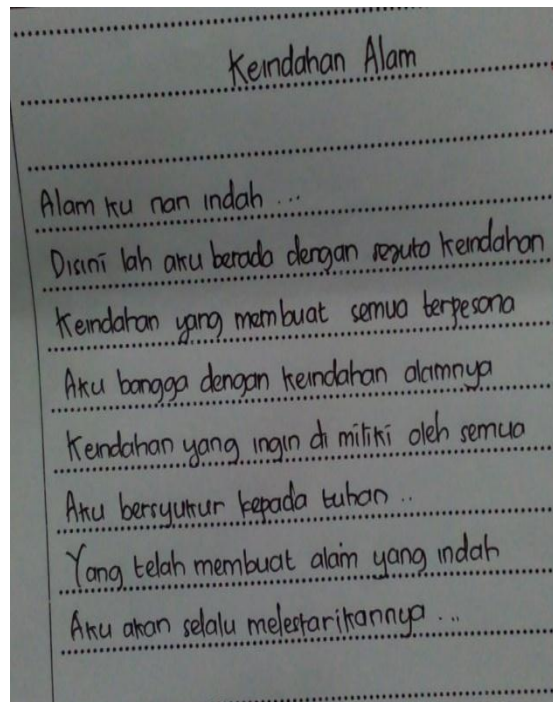 Keindahan Alam
Alam ku nan indah ...
Disini lah aku berada dengan sejuta keindahan
Keindahan yang membuat semua terpesona
Aku bangga dengan keindahan alamnya
Keindahan yang ingin di miliki oleh semua
Aku bersyukur kepada tuhan ..
Yang telah membuat alam yang indah
Aku akan selalu melestarikannya ...